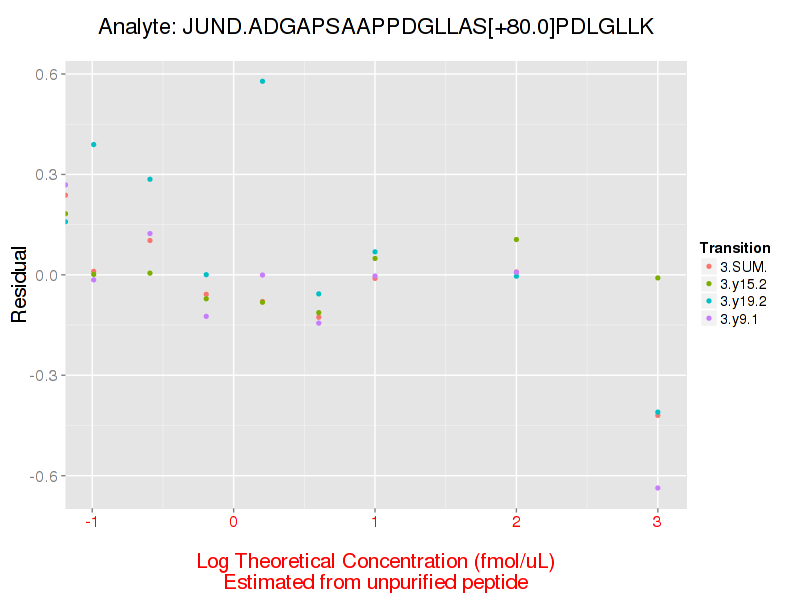 Analyte: JUND.ADGAPSAAPPDGLLAS[+80.0]PDLGLLK
Residual
0.6
0.3
0.0
-0.3
-0.6
-1
0
1
2
3
Log Theoretical Concentration (fmol/uL)
Estimated from unpurified peptide
Transition
3.SUM.
3.y15.2
3.y19.2
3.y9.1